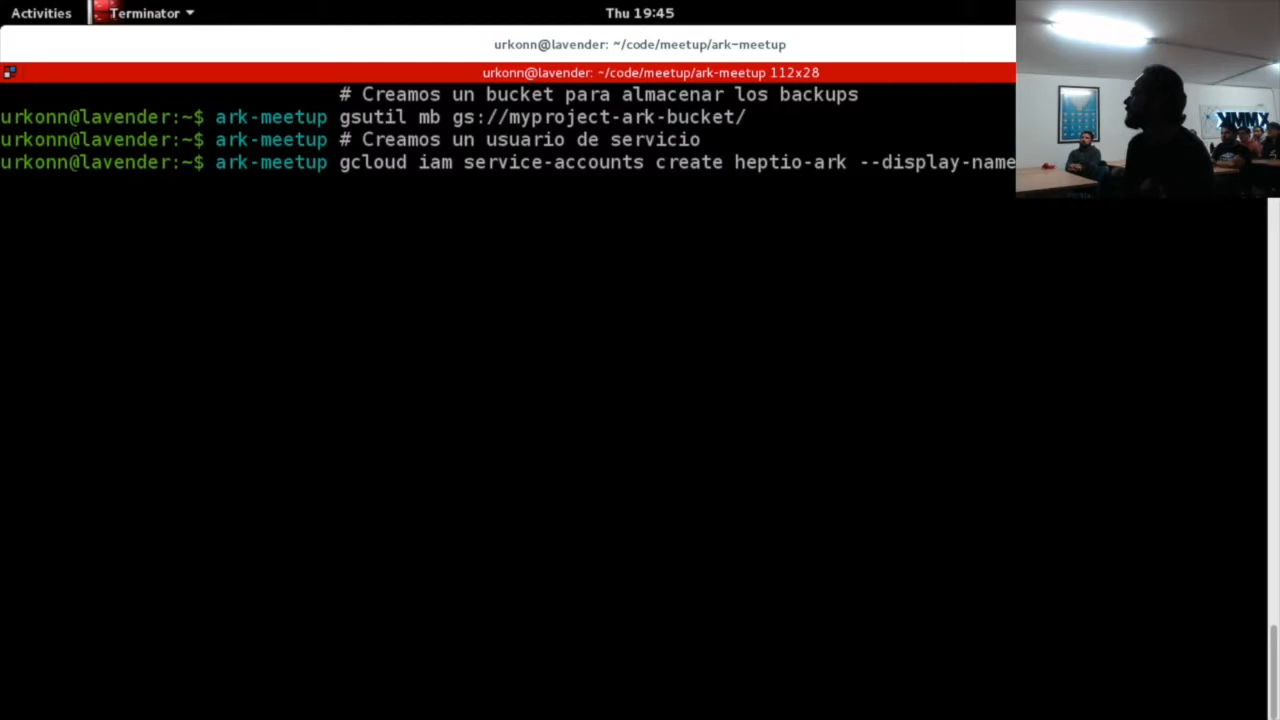 Activities
Terminator
Thu 19:45
urkonn@lavender: ~/code/meetup/ark-meetup
urkonn@lavender: ~/code/meetup/ark-meetup 112x28
# Creamos un bucket para almacenar los backups
urkonn@lavender:~$ ark-meetup gsutil mb gs://myproject-ark-bucket/
urkonn@lavender:~$ ark-meetup # Creamos un usuario de servicio
urkonn@lavender:~$ ark-meetup gcloud iam service-accounts create heptio-ark --display-name